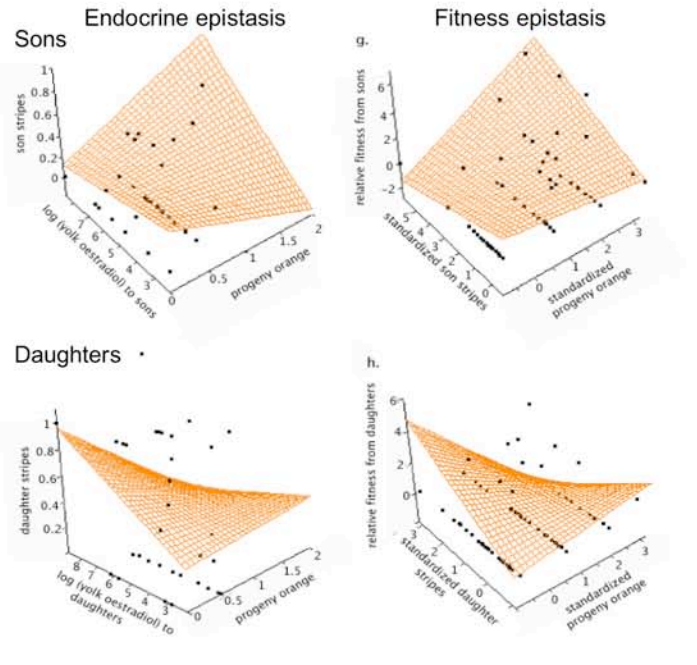 Endocrine epistasis
Fitness epistasis
Sons
g.
son stripes
1
0.8
0.6
0.4
0.2
0
log (yolk oestradiol) to sons
7
6
5
4
3
progeny orange
0
0.5
1
1.5
2
relative fitness from sons
6
4
2
0
-2
standardized son stripes
5
4
3
2
1
0
standardized
progeny orange
0
1
2
3
Daughters
h.
daughter stripes
1
0.8
0.6
0.4
0.2
log (yolk oestradiol) to
daughters
8
7
6
5
4
3
progeny orange
0
0.5
1
1.5
2
relative fitness from daughters
6
4
2
0
standardized daughter
stripes
3
2
1
0
standardized
progeny orange
0
1
2
3